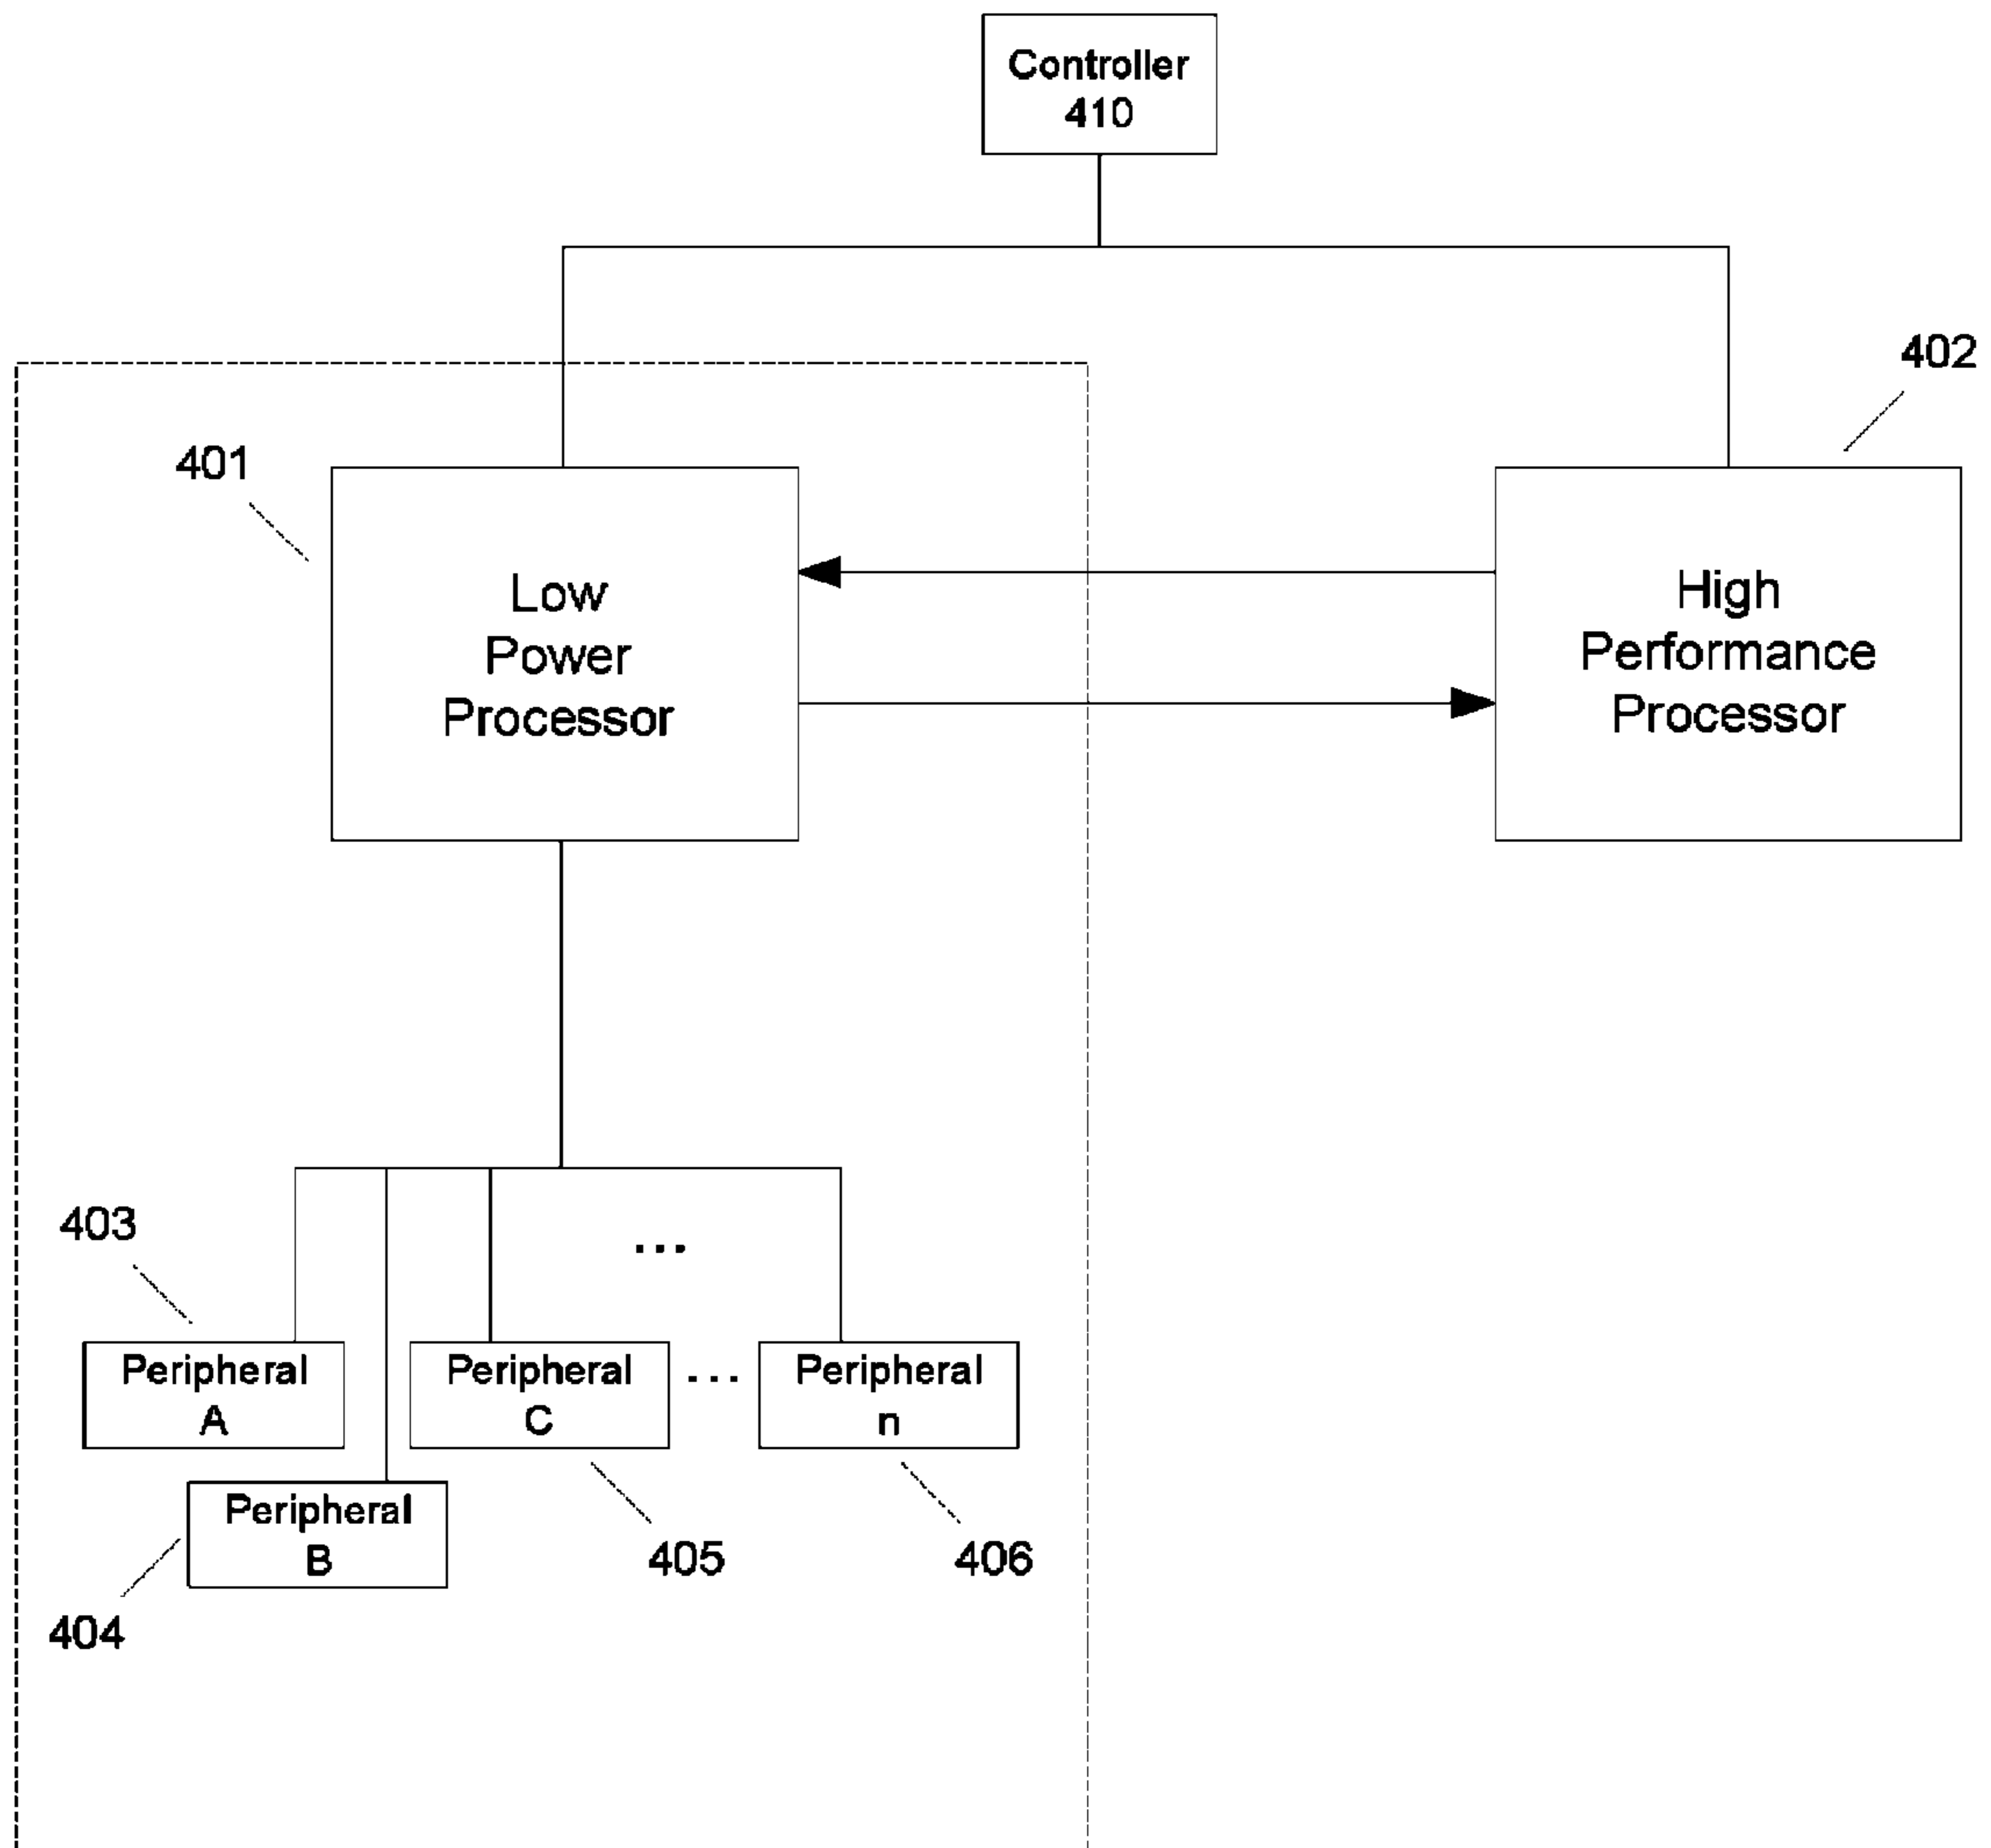 Controller
410
402
401
Low
Power
Processor
High
Performance
Processor
403
...
Peripheral
A
Peripheral
C
...
Peripheral
n
Peripheral
B
405
406
404